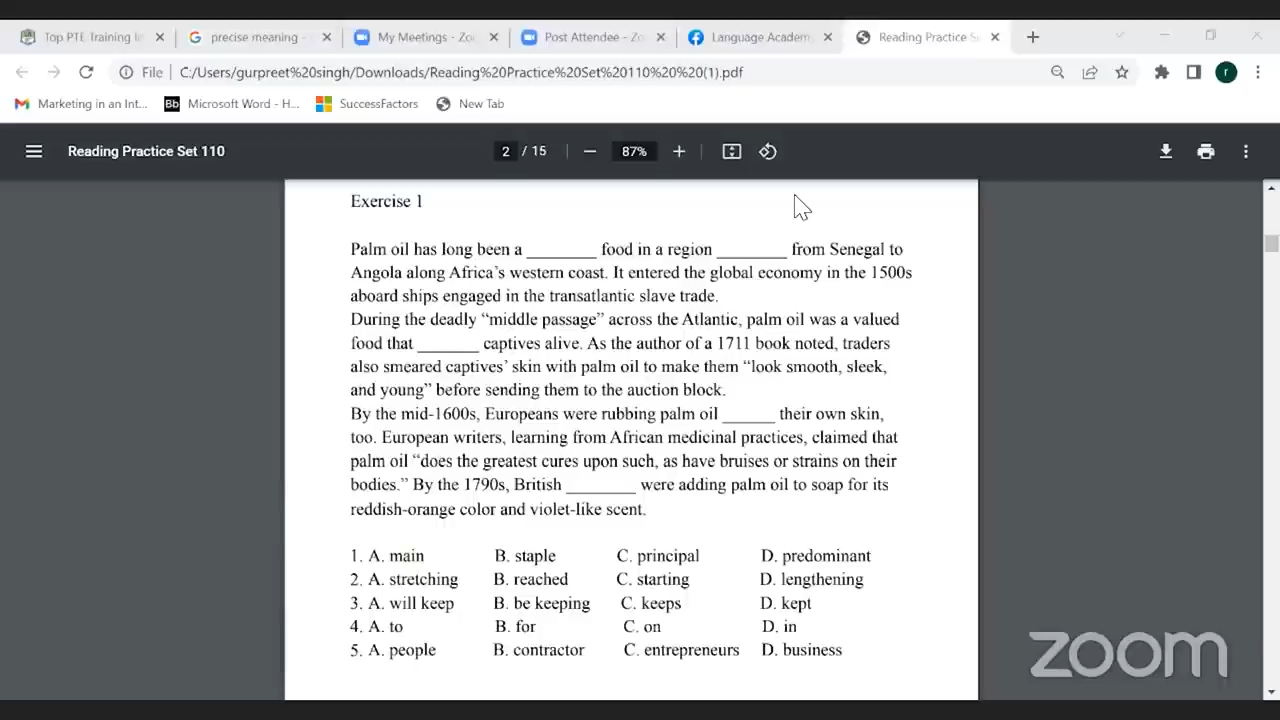 Top PTE Training In
precise meaning -
My Meetings - Zo
Post Attendee - Zo
Language Academ
Reading Practice S
File C:/Users/gurpreet%20singh/Downloads/Reading%20Practice%20Set%20110%20%20(1).pdf
r
Marketing in an Int... Bb Microsoft Word - H... SuccessFactors New Tab
Reading Practice Set 110 2 / 15 87%
Exercise 1
Palm oil has long been a ________ food in a region ________ from Senegal to
Angola along Africa's western coast. It entered the global economy in the 1500s
aboard ships engaged in the transatlantic slave trade.
During the deadly “middle passage” across the Atlantic, palm oil was a valued
food that _______ captives alive. As the author of a 1711 book noted, traders
also smeared captives’ skin with palm oil to make them “look smooth, sleek,
and young” before sending them to the auction block.
By the mid-1600s, Europeans were rubbing palm oil ______ their own skin,
too. European writers, learning from African medicinal practices, claimed that
palm oil “does the greatest cures upon such, as have bruises or strains on their
bodies.” By the 1790s, British ________ were adding palm oil to soap for its
reddish-orange color and violet-like scent.
1. A. main B. staple C. principal D. predominant
2. A. stretching B. reached C. starting D. lengthening
3. A. will keep B. be keeping C. keeps D. kept
4. A. to B. for C. on D. in
5. A. people B. contractor C. entrepreneurs D. business
zoom